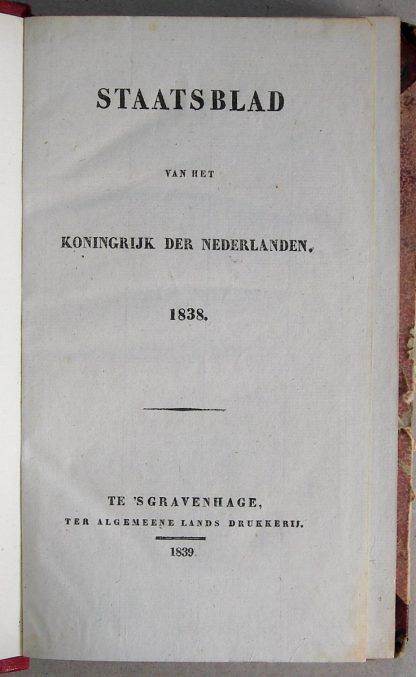 STAATSBLAD
VAN HET
KONINGRIJK DER NEDERLANDEN.
1838.
TE 'SGRAVENHAGE,
TER ALGEMEENE LANDS DRUKKERIJ.
1839